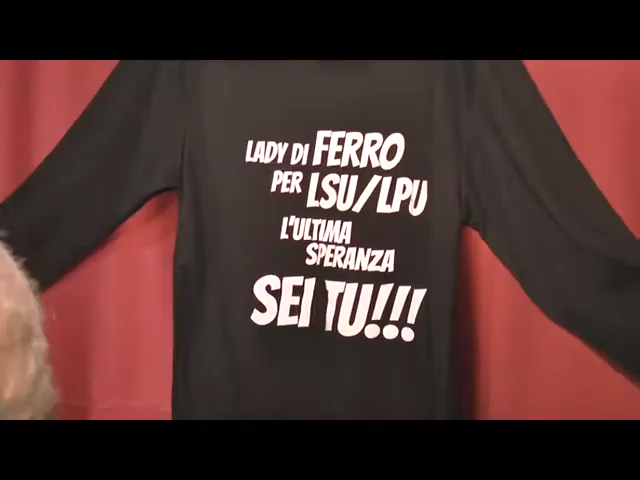 LADY DI FERRO
PER LSU/LPU
L'ULTIMA
SPERANZA
SEI TU!!!